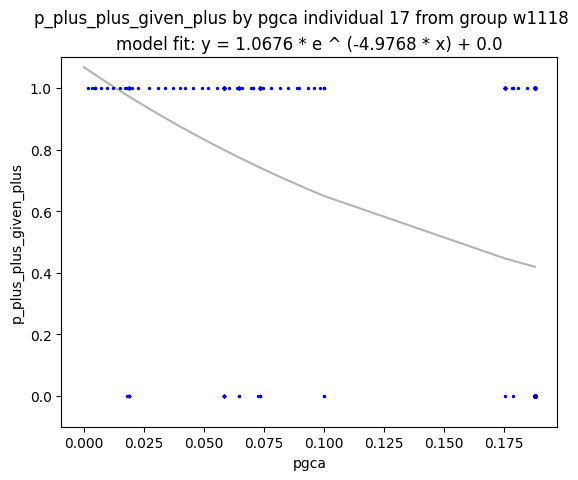 p_plus_plus_given_plus by pgca individual 17 from group w1118
model fit: y = 1.0676 * e ^ (-4.9768 * x) + 0.0
p_plus_plus_given_plus
1.0
0.8
0.6
0.4
0.2
0.0
0.000 0.025 0.050 0.075 0.100 0.125 0.150 0.175
pgca